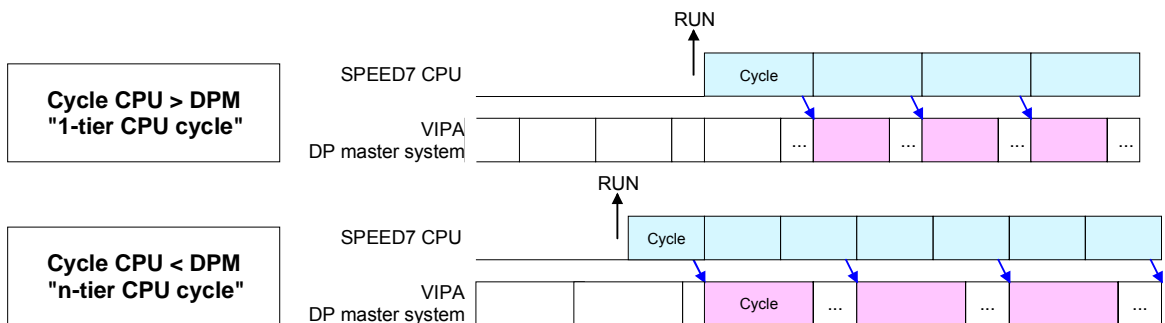 RUN
Cycle CPU > DPM
"1-tier CPU cycle"
SPEED7 CPU
Cycle
VIPA
DP master system
... ... ... ...
RUN
Cycle CPU < DPM
"n-tier CPU cycle"
SPEED7 CPU
Cycle
VIPA
DP master system
Cycle ... ... ...